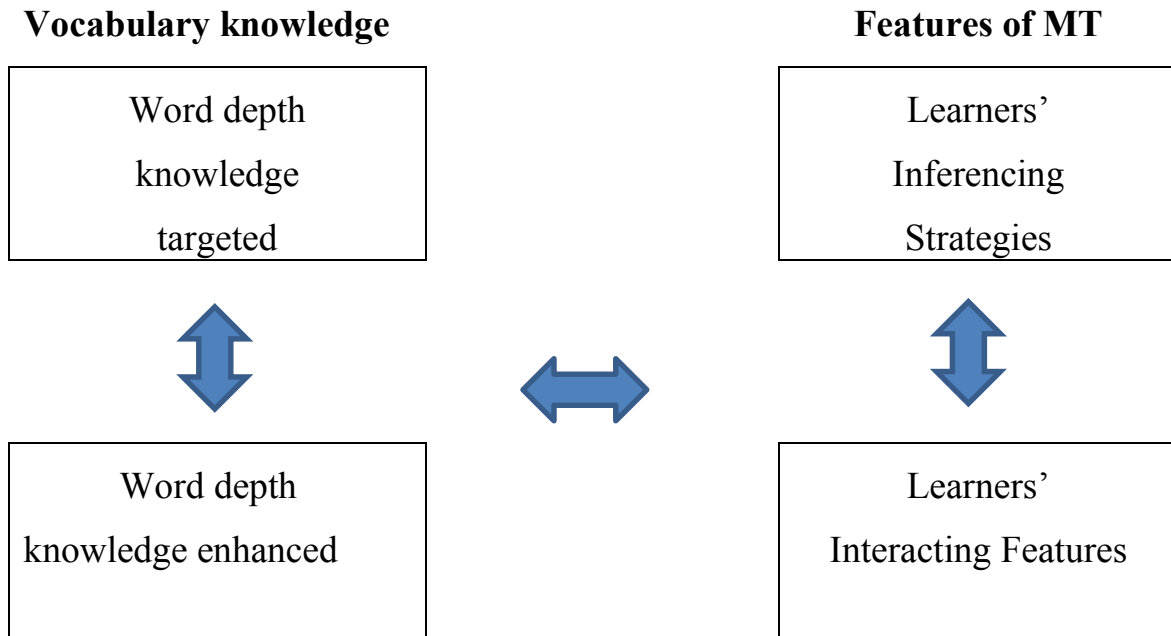 Vocabulary knowledge
Word depth
knowledge
targeted
Word depth
knowledge enhanced
Features of MT
Learners’
Inferencing
Strategies
Learners’
Interacting Features